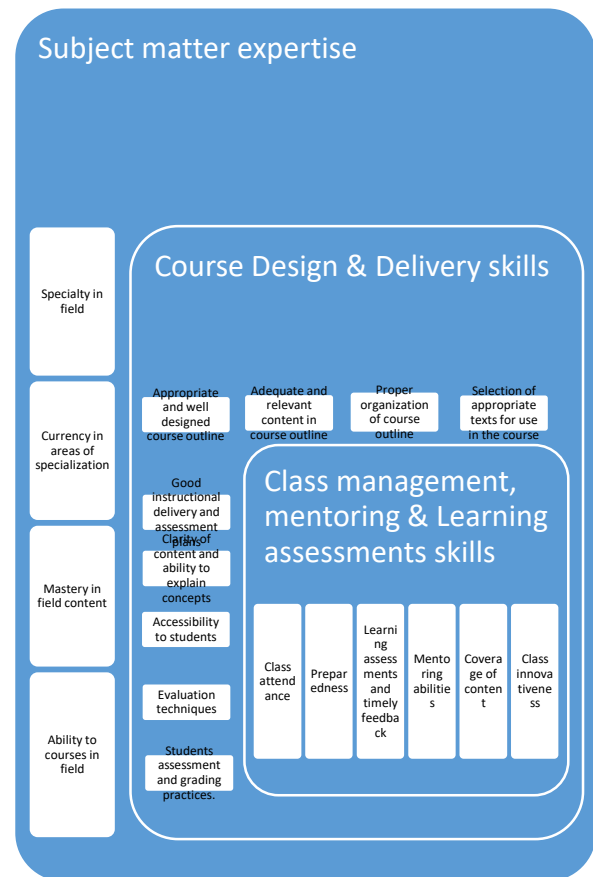 Subject matter expertise
Specialty in
field
Currency in
areas of
specialization
Mastery in
field content
Ability to
courses in
field
Course Design & Delivery skills
Appropriate
and well
designed
course outline
Adequate and
relevant
content in
course outline
Proper
organization
of course
outline
Selection of
appropriate
texts for use
in the course
Good
instructional
delivery and
assessment
plans
Clarity of
content and
ability to
explain
concepts
Accessibility
to students
Evaluation
techniques
Students
assessment
and grading
practices.
Class management,
mentoring & Learning
assessments skills
Class
attend
ance
Prepar
edness
Learni
ng
assess
ments
and
timely
feedba
ck
Mento
ring
abilitie
s
Covera
ge of
conten
t
Class
innova
tivene
ss